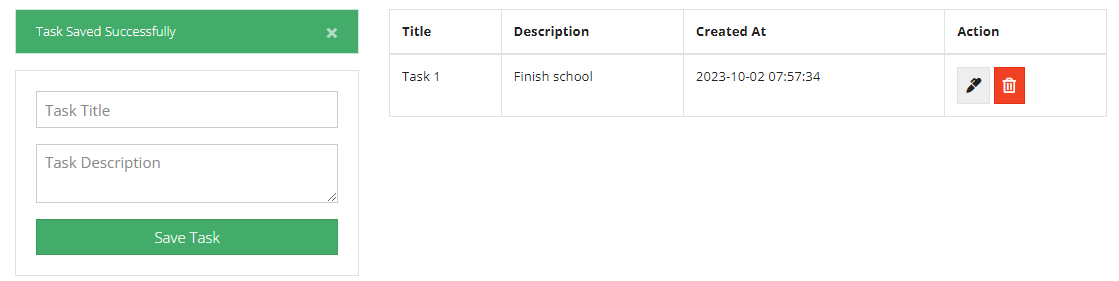 Task Saved Successfully ×
Task Title
Task Description
Save Task
Title Description Created At Action
Task 1 Finish school 2023-10-02 07:57:34